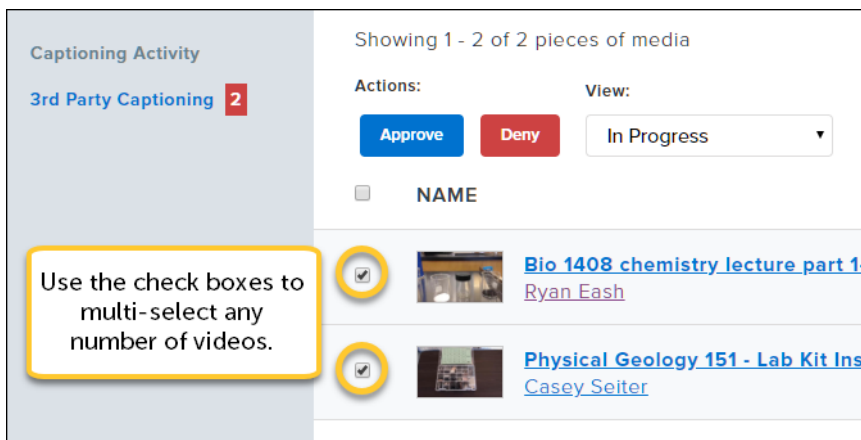 Captioning Activity
3rd Party Captioning 2
Showing 1 - 2 of 2 pieces of media
Actions:
View:
Approve
Deny
In Progress
NAME
Use the check boxes to
multi-select any
number of videos.
Bio 1408 chemistry lecture part 1-
Ryan Eash
Physical Geology 151 - Lab Kit Ins
Casey Seiter